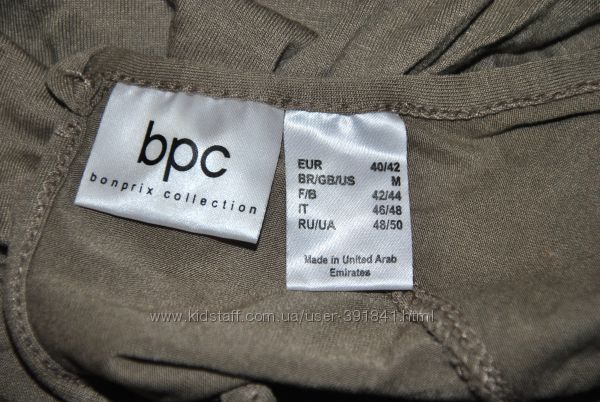 bpc
bonprix collection
EUR 40/42
BR/GB/US M
F/B 42/44
IT 46/48
RU/UA 48/50
Made in United Arab
Emirates
www.kidstaff.com.ua/user-391841.html